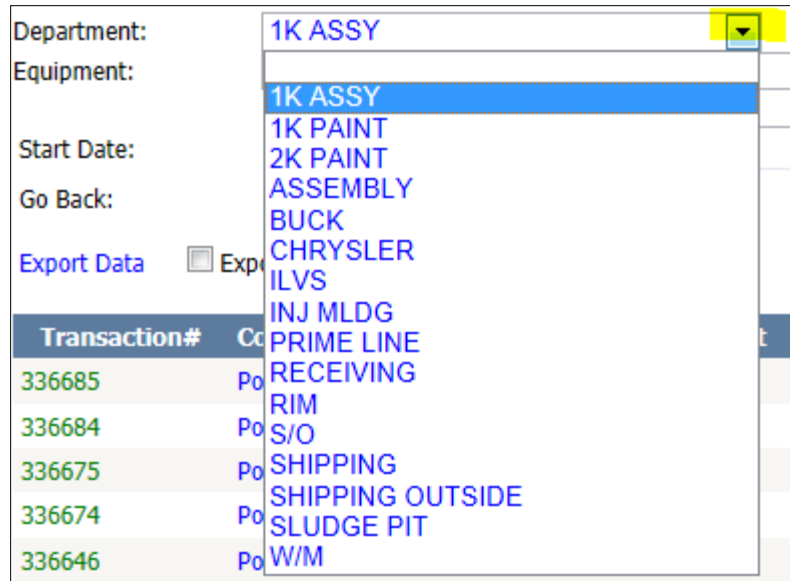 Department: 1K ASSY
Equipment:
1K ASSY
1K PAINT
2K PAINT
Start Date:
ASSEMBLY
Go Back:
BUCK
CHRYSLER
Export Data
ILVS
INJ MLDG
Transaction#
PRIME LINE
RECEIVING
336685
RIM
336684
S/O
SHIPPING
336675
SHIPPING OUTSIDE
336674
SLUDGE PIT
336646
W/M